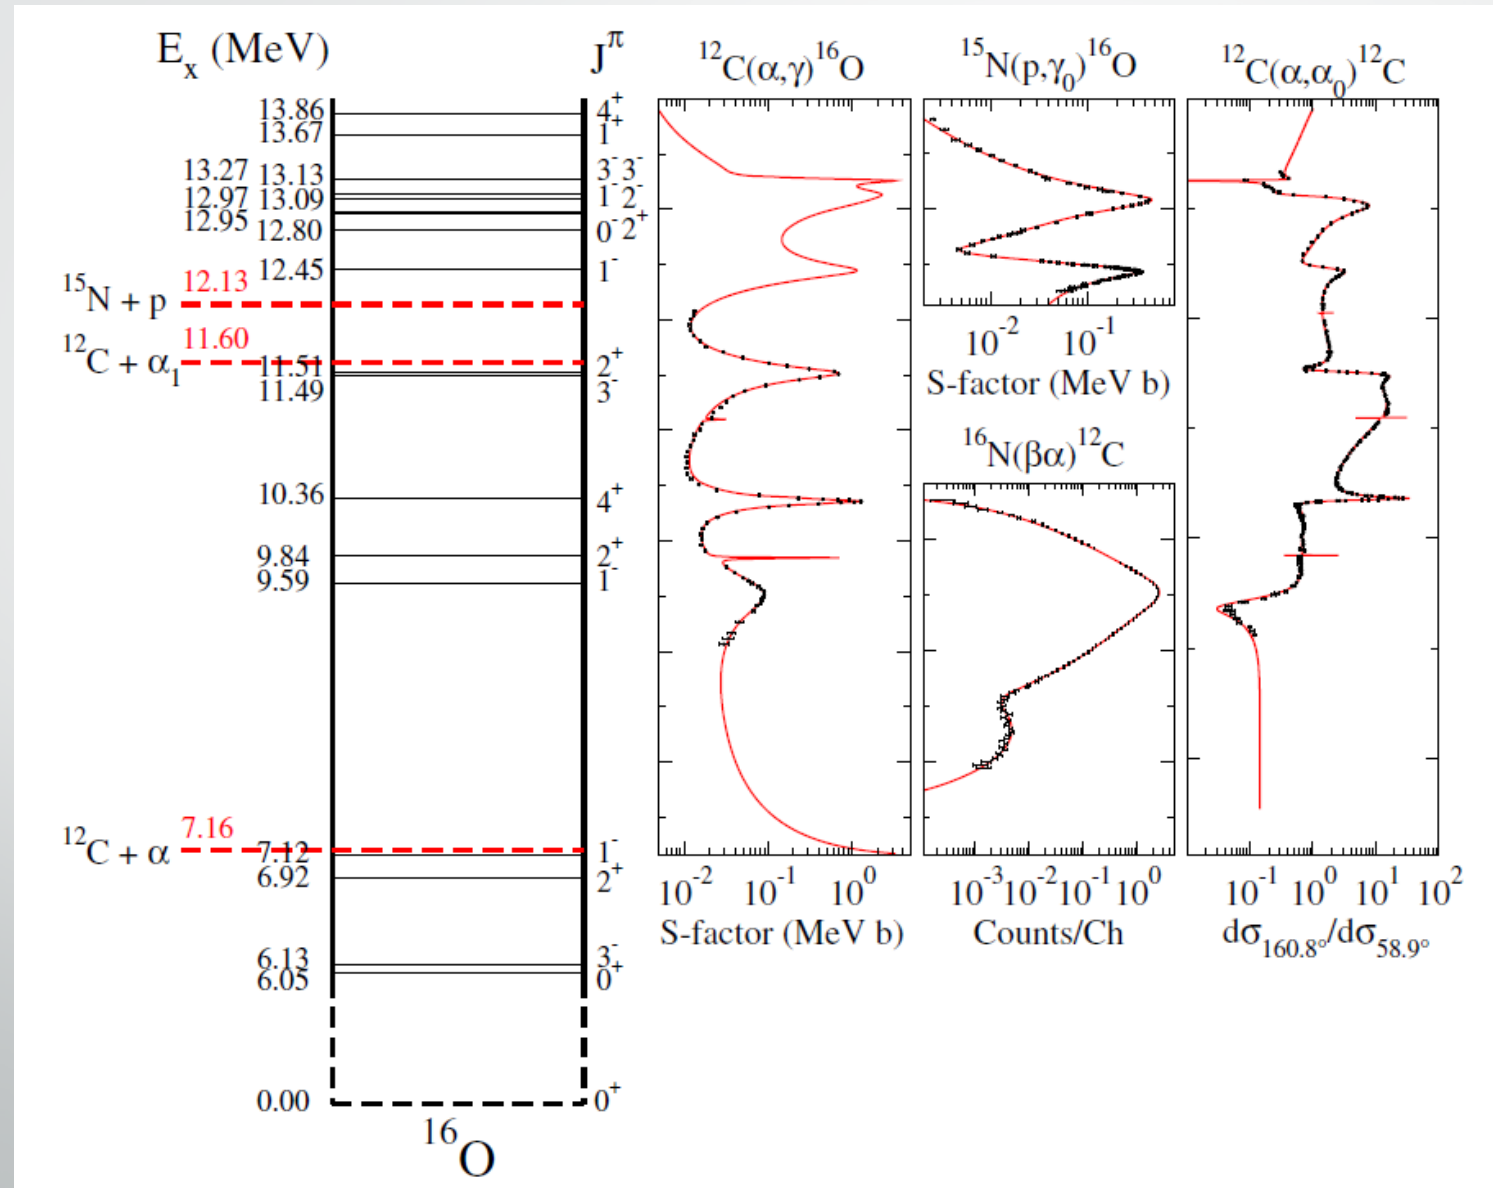 Eₓ (MeV)
J^π
13.86 4⁺
13.67 1⁺
13.27 13.13 3⁻3⁻
12.97 13.09 1⁻2⁻
12.95 12.80 0⁻2⁺
12.45 1⁻
¹⁵N + p 12.13
¹²C + α₁ 11.60
11.51 2⁺
11.49 3⁻
10.36 4⁺
9.84 2⁺
9.59 1⁻
¹²C + α 7.16
7.12 1⁻
6.92 2⁺
6.13 3⁻
6.05 0⁺
0.00 0⁺
¹⁶O
¹²C(α,γ)¹⁶O
10⁻² 10⁻¹ 10⁰
S-factor (MeV b)
¹⁵N(p,γ₀)¹⁶O
10⁻² 10⁻¹
S-factor (MeV b)
¹⁶N(βα)¹²C
10⁻³ 10⁻² 10⁻¹ 10⁰
Counts/Ch
¹²C(α,α₀)¹²C
10⁻¹ 10⁰ 10¹ 10²
dσ₁₆₀.₈°/dσ₅₈.₉°